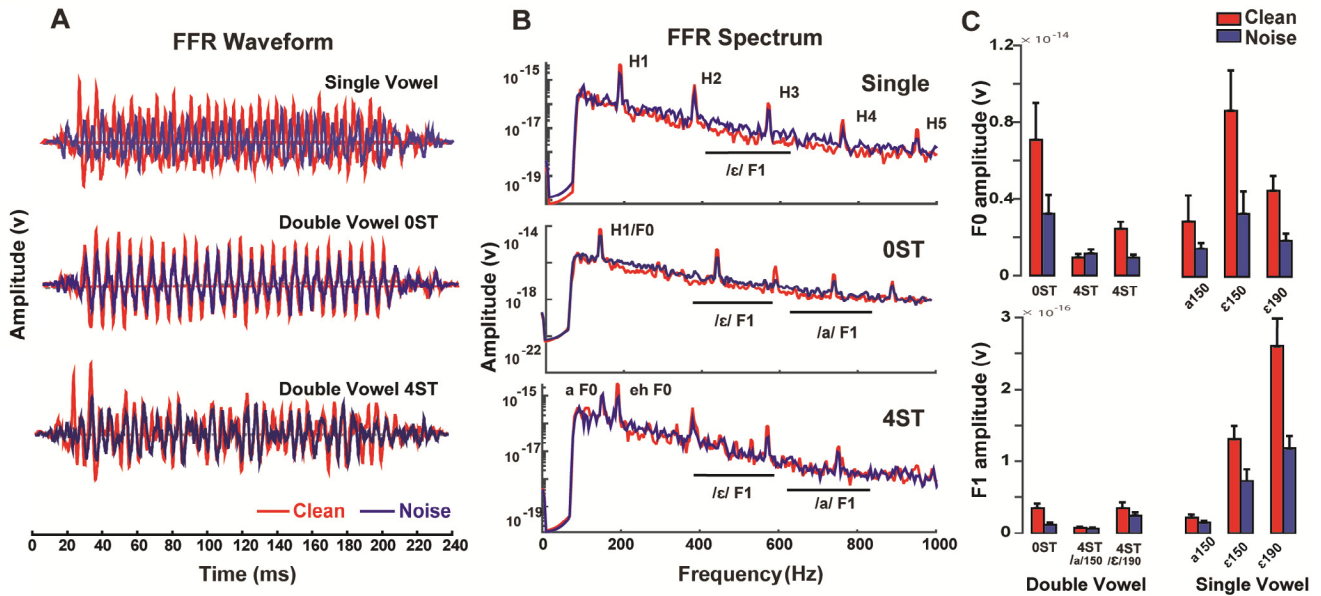 A
FFR Waveform
Single Vowel
Double Vowel 0ST
Double Vowel 4ST
Amplitude (v)
Clean
Noise
0 20 40 60 80 100 120 140 160 180 200 220 240
Time (ms)
B
FFR Spectrum
Single
H1
H2
H3
H4
H5
10-15
10-17
10-19
/ε/ F1
0ST
H1/F0
10-14
10-18
10-22
/ε/ F1
/a/ F1
4ST
a F0
eh F0
10-15
10-17
10-19
/ε/ F1
/a/ F1
Amplitude (v)
0 200 400 600 800 1000
Frequency (Hz)
C
Clean
Noise
× 10-14
1.2
0.8
0.4
0
F0 amplitude (v)
0ST 4ST 4ST a150 ε150 ε190
× 10-16
3
2
1
0
F1 amplitude (v)
0ST 4ST 4ST a150 ε150 ε190
/a/150 /ε/190
Double Vowel Single Vowel